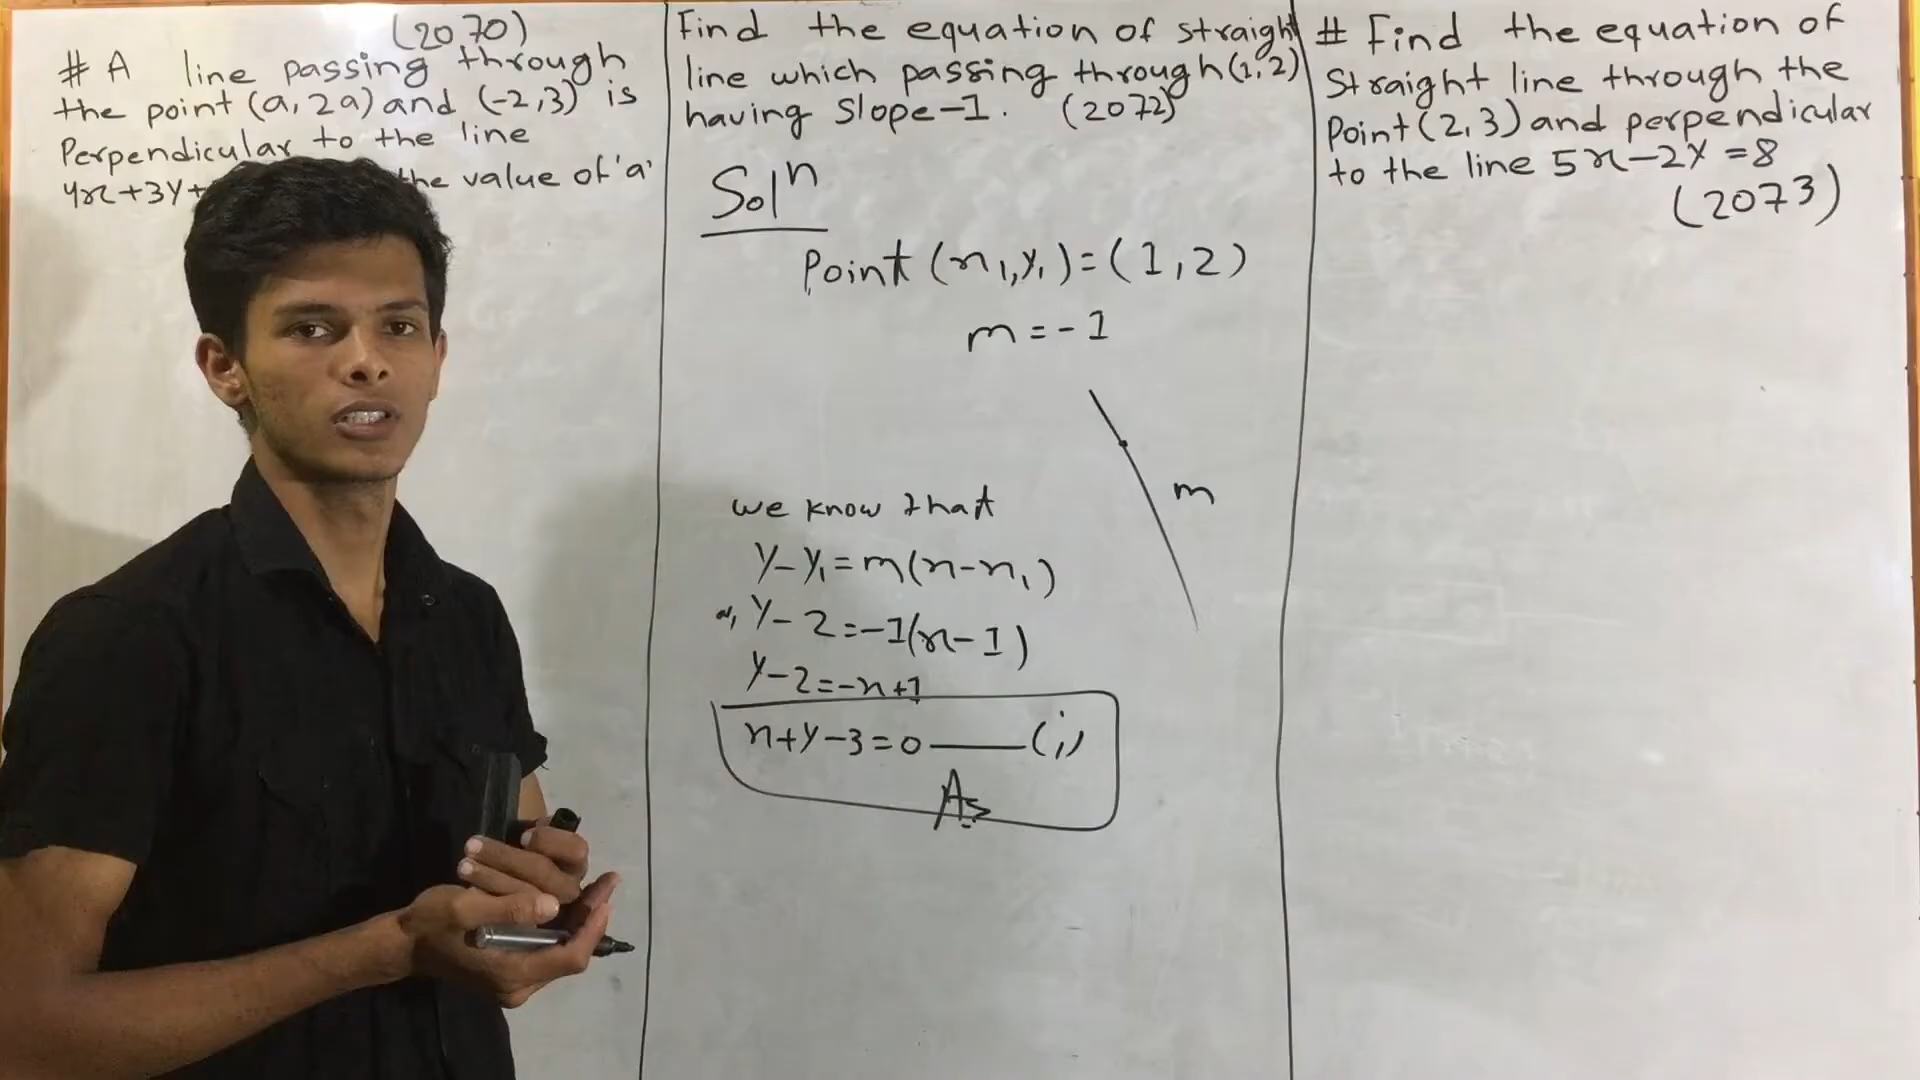 (2070)
# A line passing through
the point (a, 2a) and (-2,3) is
Perpendicular to the line
4x+3y+ the value of 'a'
Find the equation of straight
line which passing through (1,2)
having slope-1. (2072)
Solⁿ
Point (x₁,y₁)=(1,2)
m=-1
m
we know that
y-y₁=m(x-x₁)
or, y-2=-1(x-1)
y-2=-x+1
x+y-3=0 ——— (i)
# Find the equation of
Straight line through the
Point (2,3) and perpendicular
to the line 5x-2y=8
(2073)